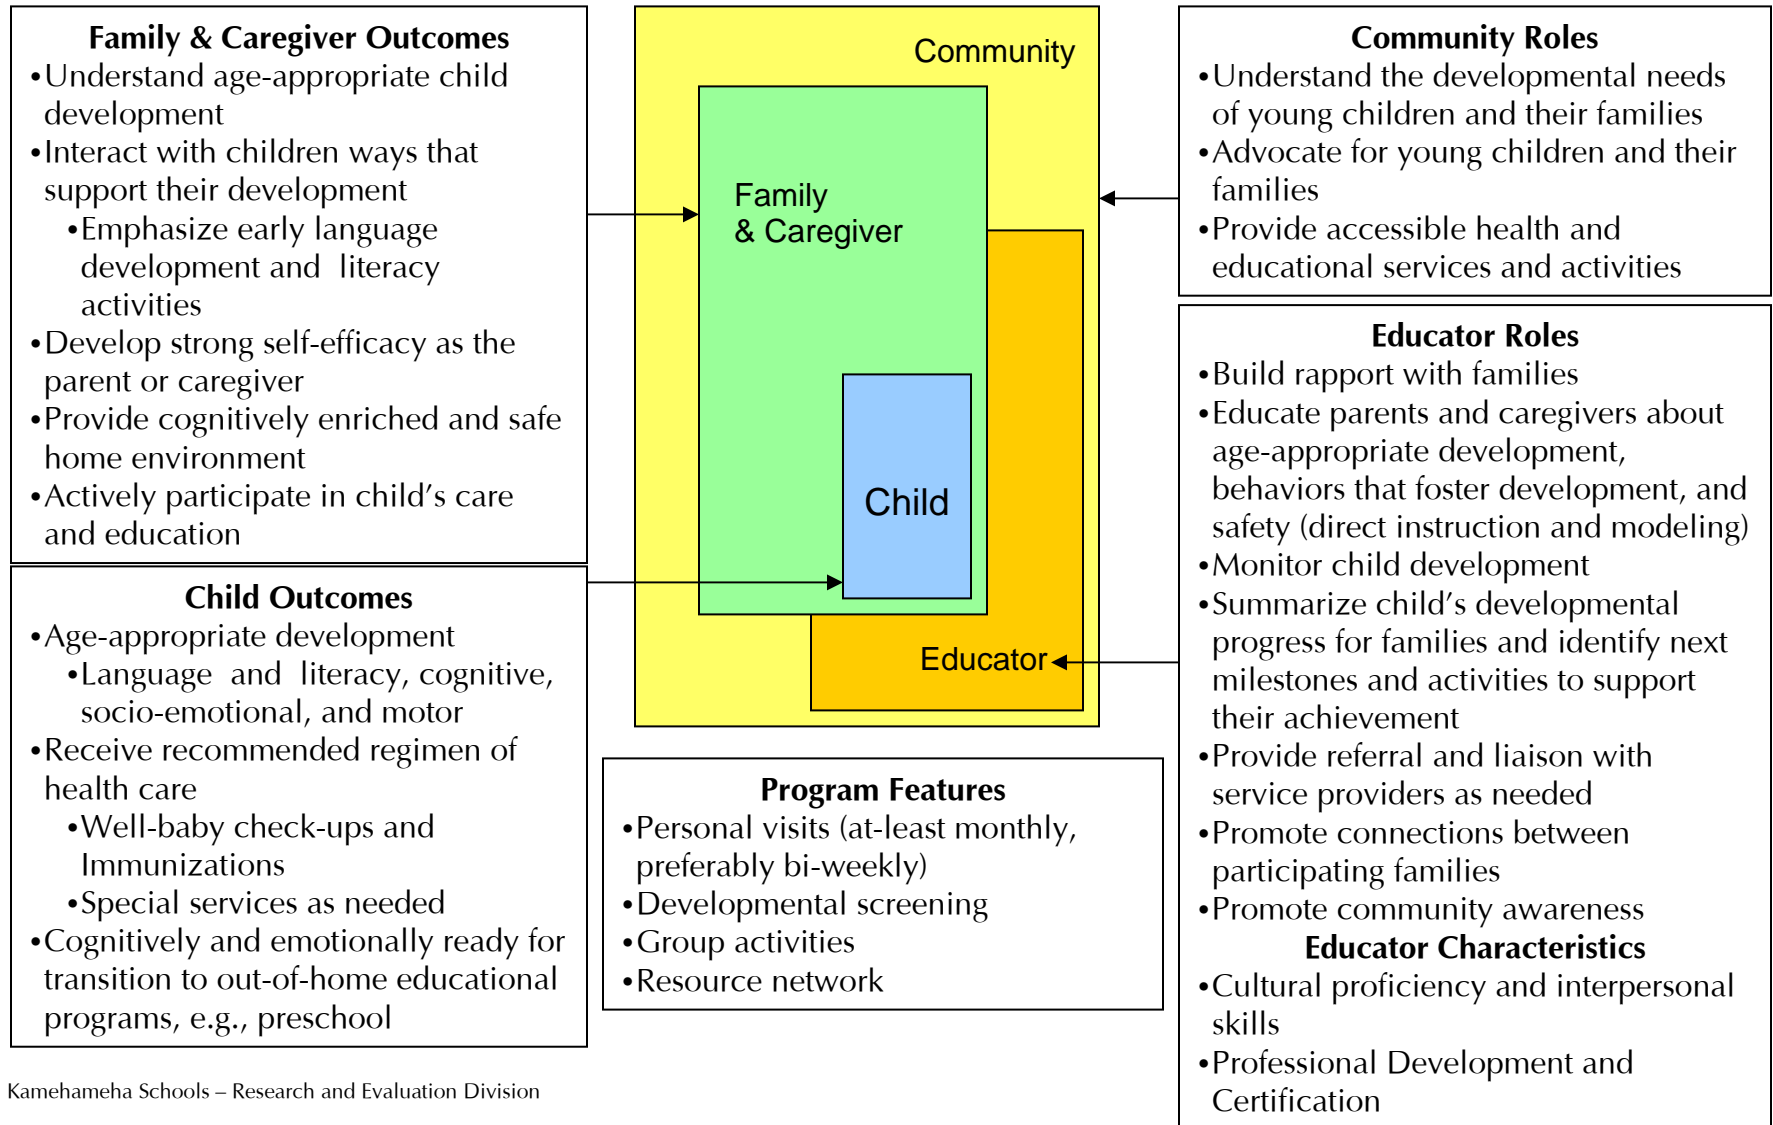 Family & Caregiver Outcomes
•Understand age-appropriate child
development
•Interact with children ways that
support their development
•Emphasize early language
development and literacy
activities
•Develop strong self-efficacy as the
parent or caregiver
•Provide cognitively enriched and safe
home environment
•Actively participate in child's care
and education
Child Outcomes
•Age-appropriate development
•Language and literacy, cognitive,
socio-emotional, and motor
•Receive recommended regimen of
health care
•Well-baby check-ups and
Immunizations
•Special services as needed
•Cognitively and emotionally ready for
transition to out-of-home educational
programs, e.g., preschool
Community
Family
& Caregiver
Child
Educator
Program Features
•Personal visits (at-least monthly,
preferably bi-weekly)
•Developmental screening
•Group activities
•Resource network
Community Roles
•Understand the developmental needs
of young children and their families
•Advocate for young children and their
families
•Provide accessible health and
educational services and activities
Educator Roles
•Build rapport with families
•Educate parents and caregivers about
age-appropriate development,
behaviors that foster development, and
safety (direct instruction and modeling)
•Monitor child development
•Summarize child's developmental
progress for families and identify next
milestones and activities to support
their achievement
•Provide referral and liaison with
service providers as needed
•Promote connections between
participating families
•Promote community awareness
Educator Characteristics
•Cultural proficiency and interpersonal
skills
•Professional Development and
Certification
Kamehameha Schools – Research and Evaluation Division